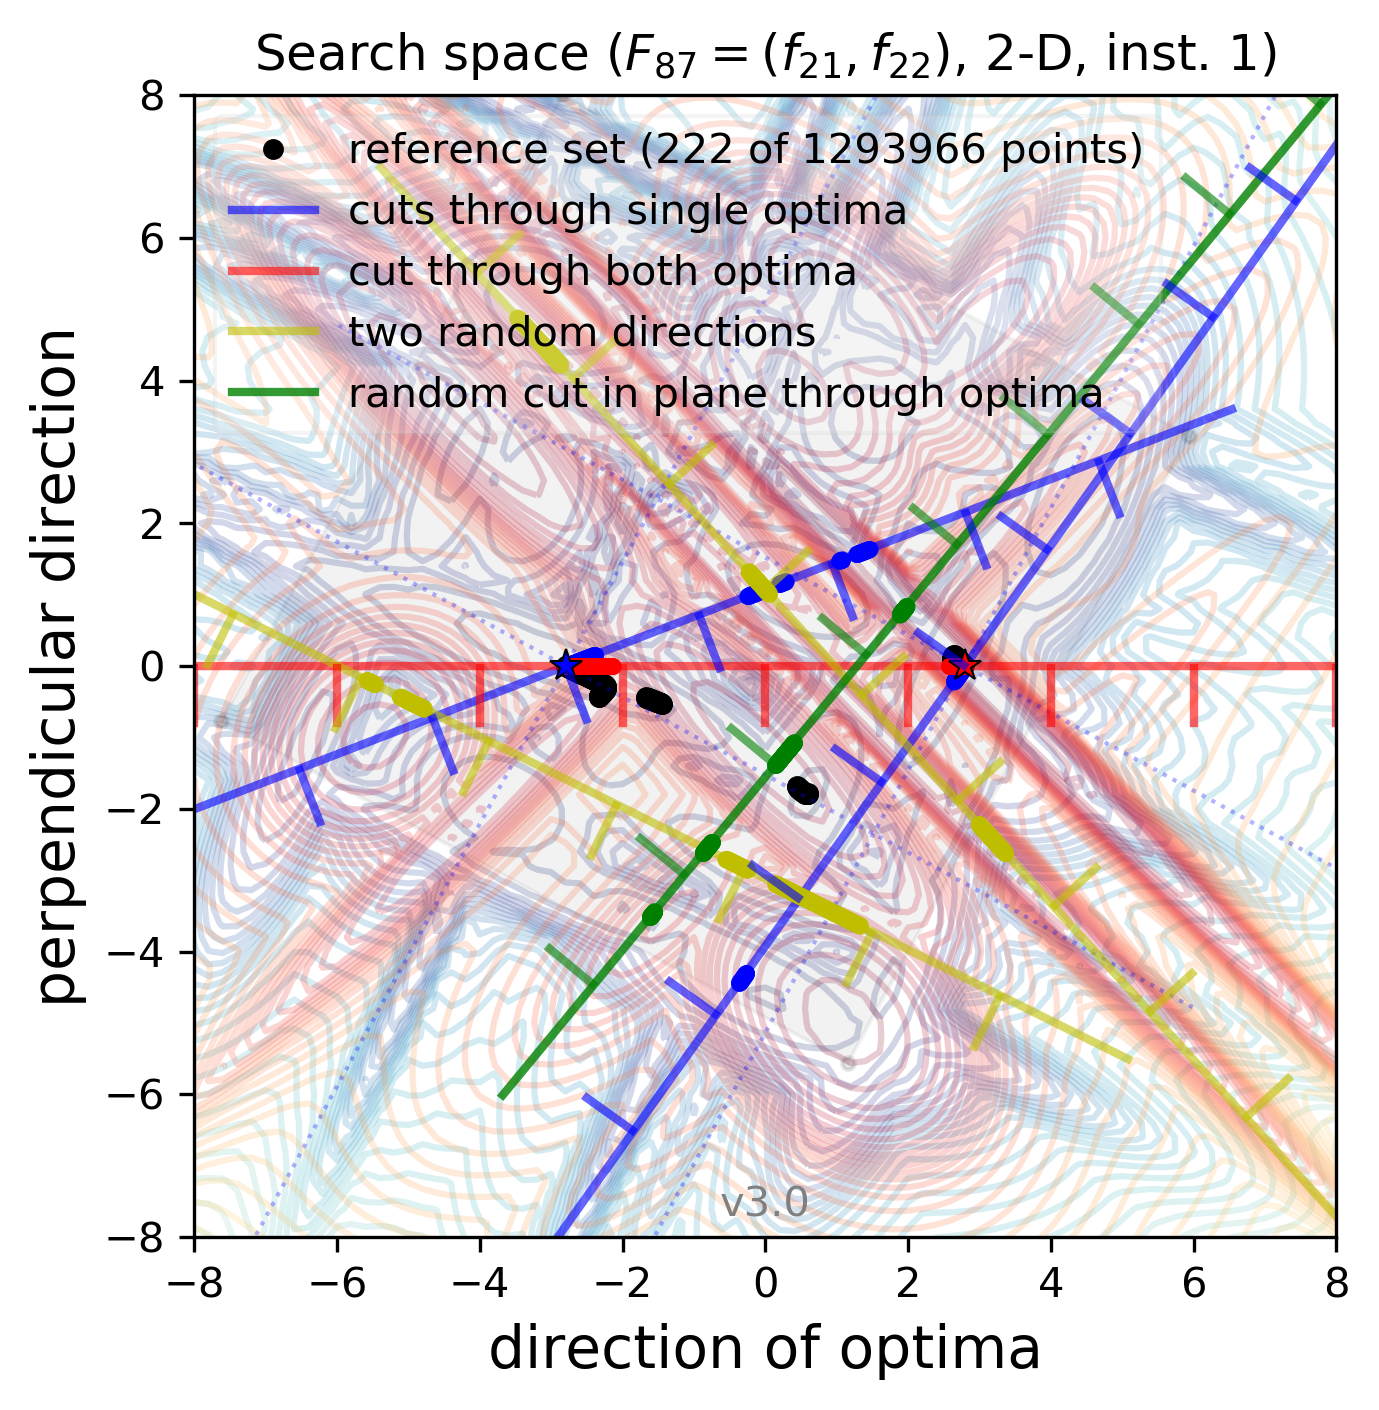 Search space (F₈₇ = (f₂₁, f₂₂), 2-D, inst. 1)
reference set (222 of 1293966 points)
cuts through single optima
cut through both optima
two random directions
random cut in plane through optima
perpendicular direction
8
6
4
2
0
−2
−4
−6
−8
v3.0
−8 −6 −4 −2 0 2 4 6 8
direction of optima